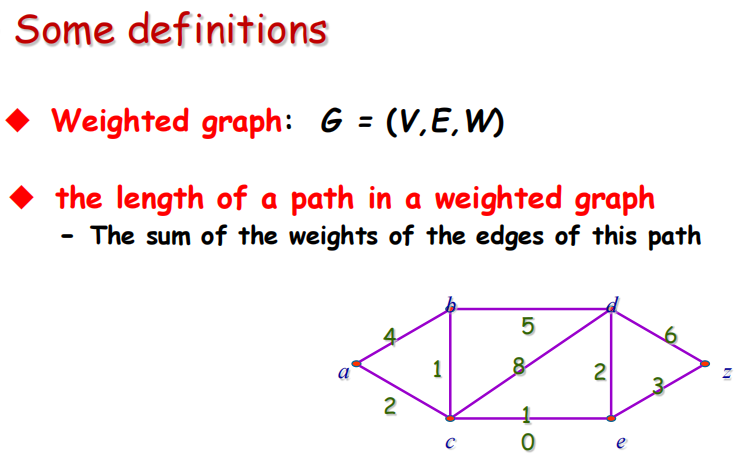 Some definitions
Weighted graph: G = (V,E,W)
the length of a path in a weighted graph
- The sum of the weights of the edges of this path
b d
4 5 6
a 1 8 2 3 z
2 1
c 0 e